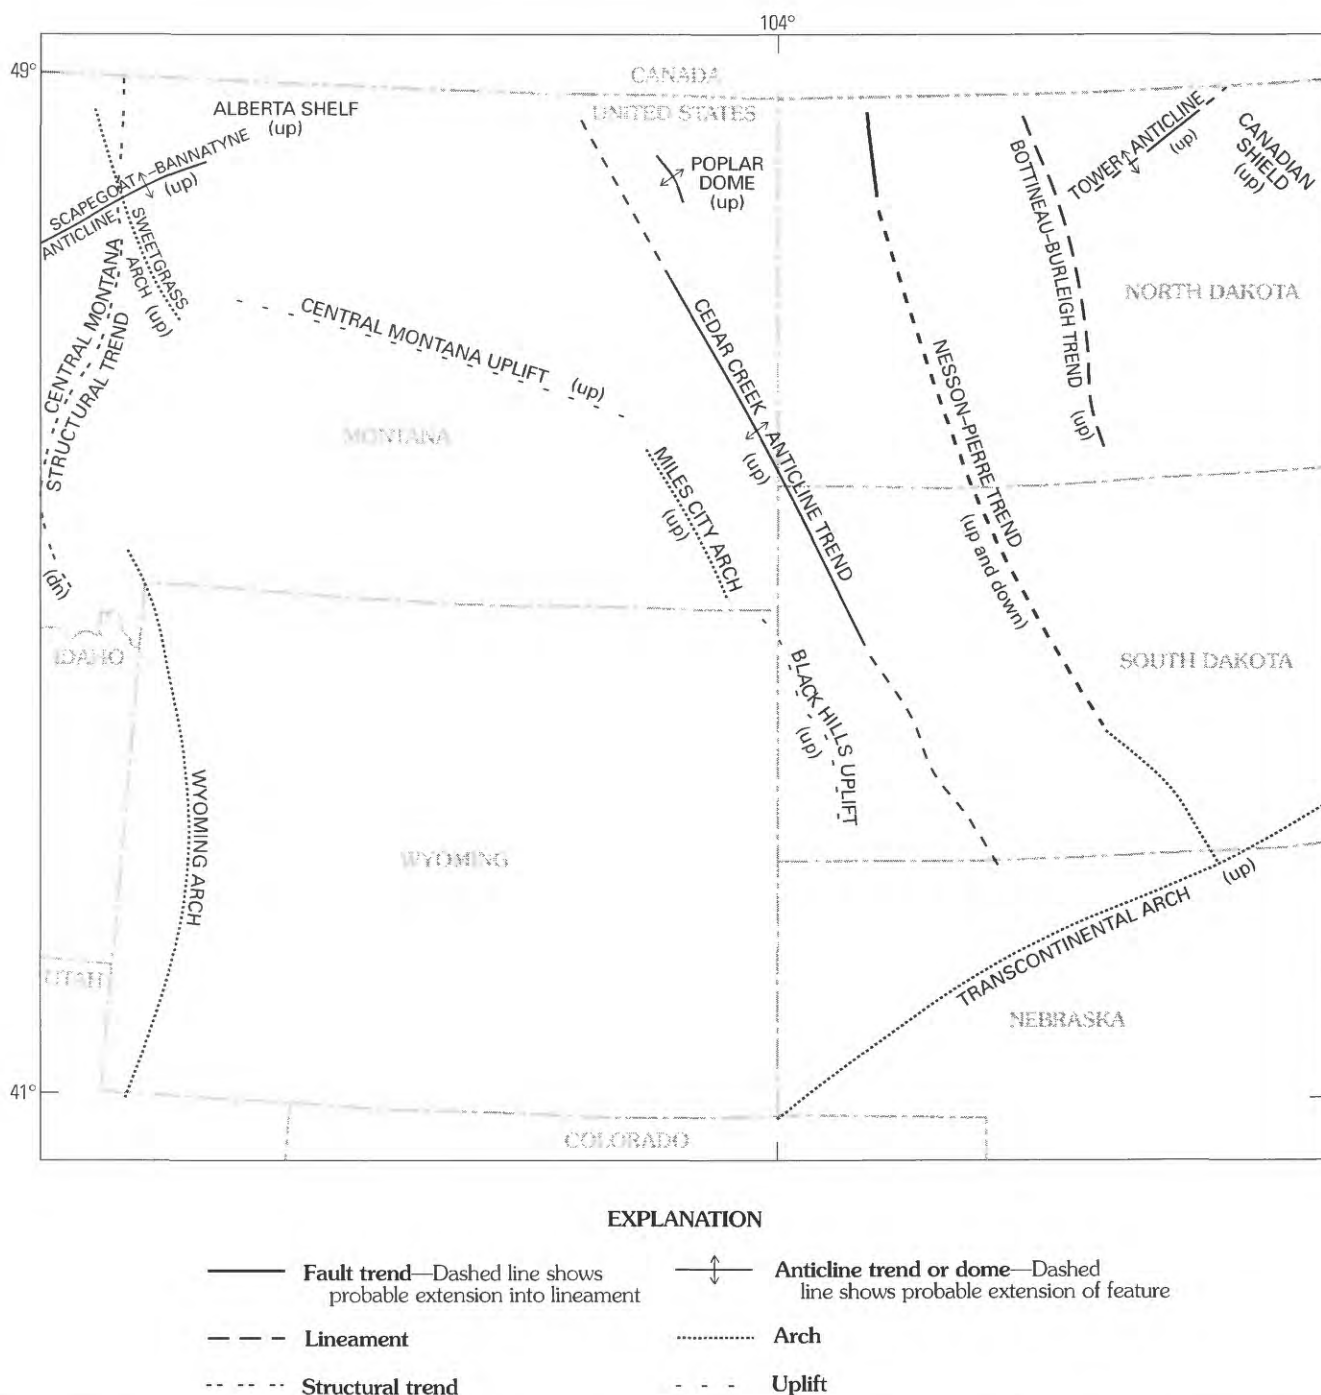 104°
49°
CANADA
UNITED STATES
ALBERTA SHELF
(up)
SCAPEGOAT–BANNATYNE
ANTICLINE
(up)
SWEETGRASS
ARCH (up)
CENTRAL MONTANA
STRUCTURAL TREND
(dn)
POPLAR
DOME
(up)
TOWER ANTICLINE
(up)
CANADIAN
SHIELD
(up)
BOTTINEAU–BURLEIGH TREND
(up)
NORTH DAKOTA
CENTRAL MONTANA UPLIFT (up)
MONTANA
CEDAR CREEK ANTICLINE TREND
(up)
NESSON–PIERRE TREND
(up and down)
MILES CITY ARCH
(up)
IDAHO
SOUTH DAKOTA
BLACK HILLS UPLIFT
(up)
WYOMING ARCH
WYOMING
TRANSCONTINENTAL ARCH
(up)
UTAH
NEBRASKA
41°
COLORADO
EXPLANATION
Fault trend—Dashed line shows
probable extension into lineament
Lineament
Structural trend
Anticline trend or dome—Dashed
line shows probable extension of feature
Arch
Uplift